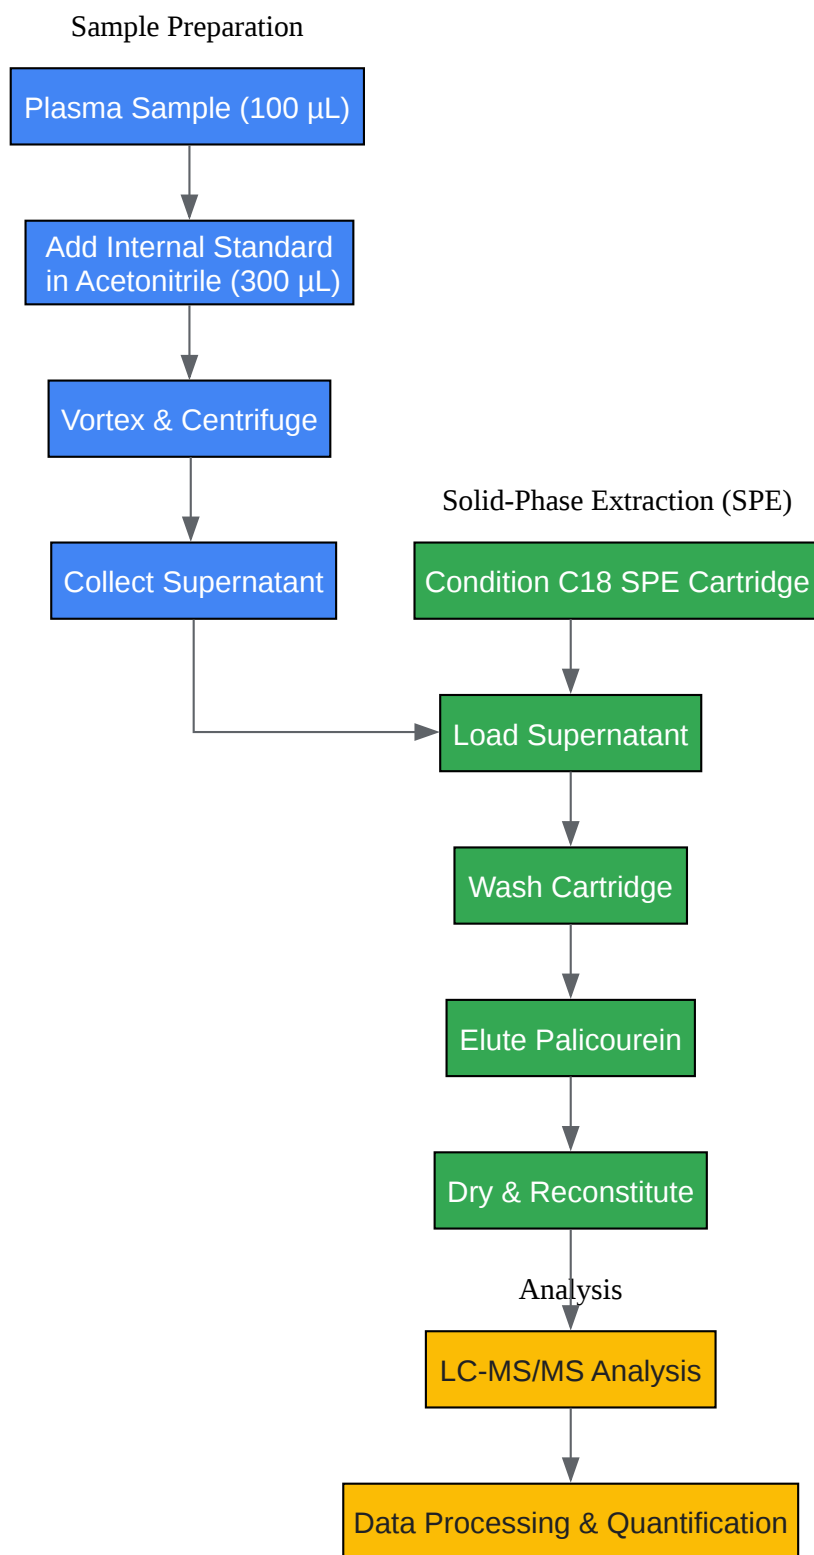 Sample Preparation
Plasma Sample (100 µL)
Add Internal Standard
in Acetonitrile (300 µL)
Vortex & Centrifuge
Collect Supernatant
Solid-Phase Extraction (SPE)
Condition C18 SPE Cartridge
Load Supernatant
Wash Cartridge
Elute Palicourein
Dry & Reconstitute
Analysis
LC-MS/MS Analysis
Data Processing & Quantification